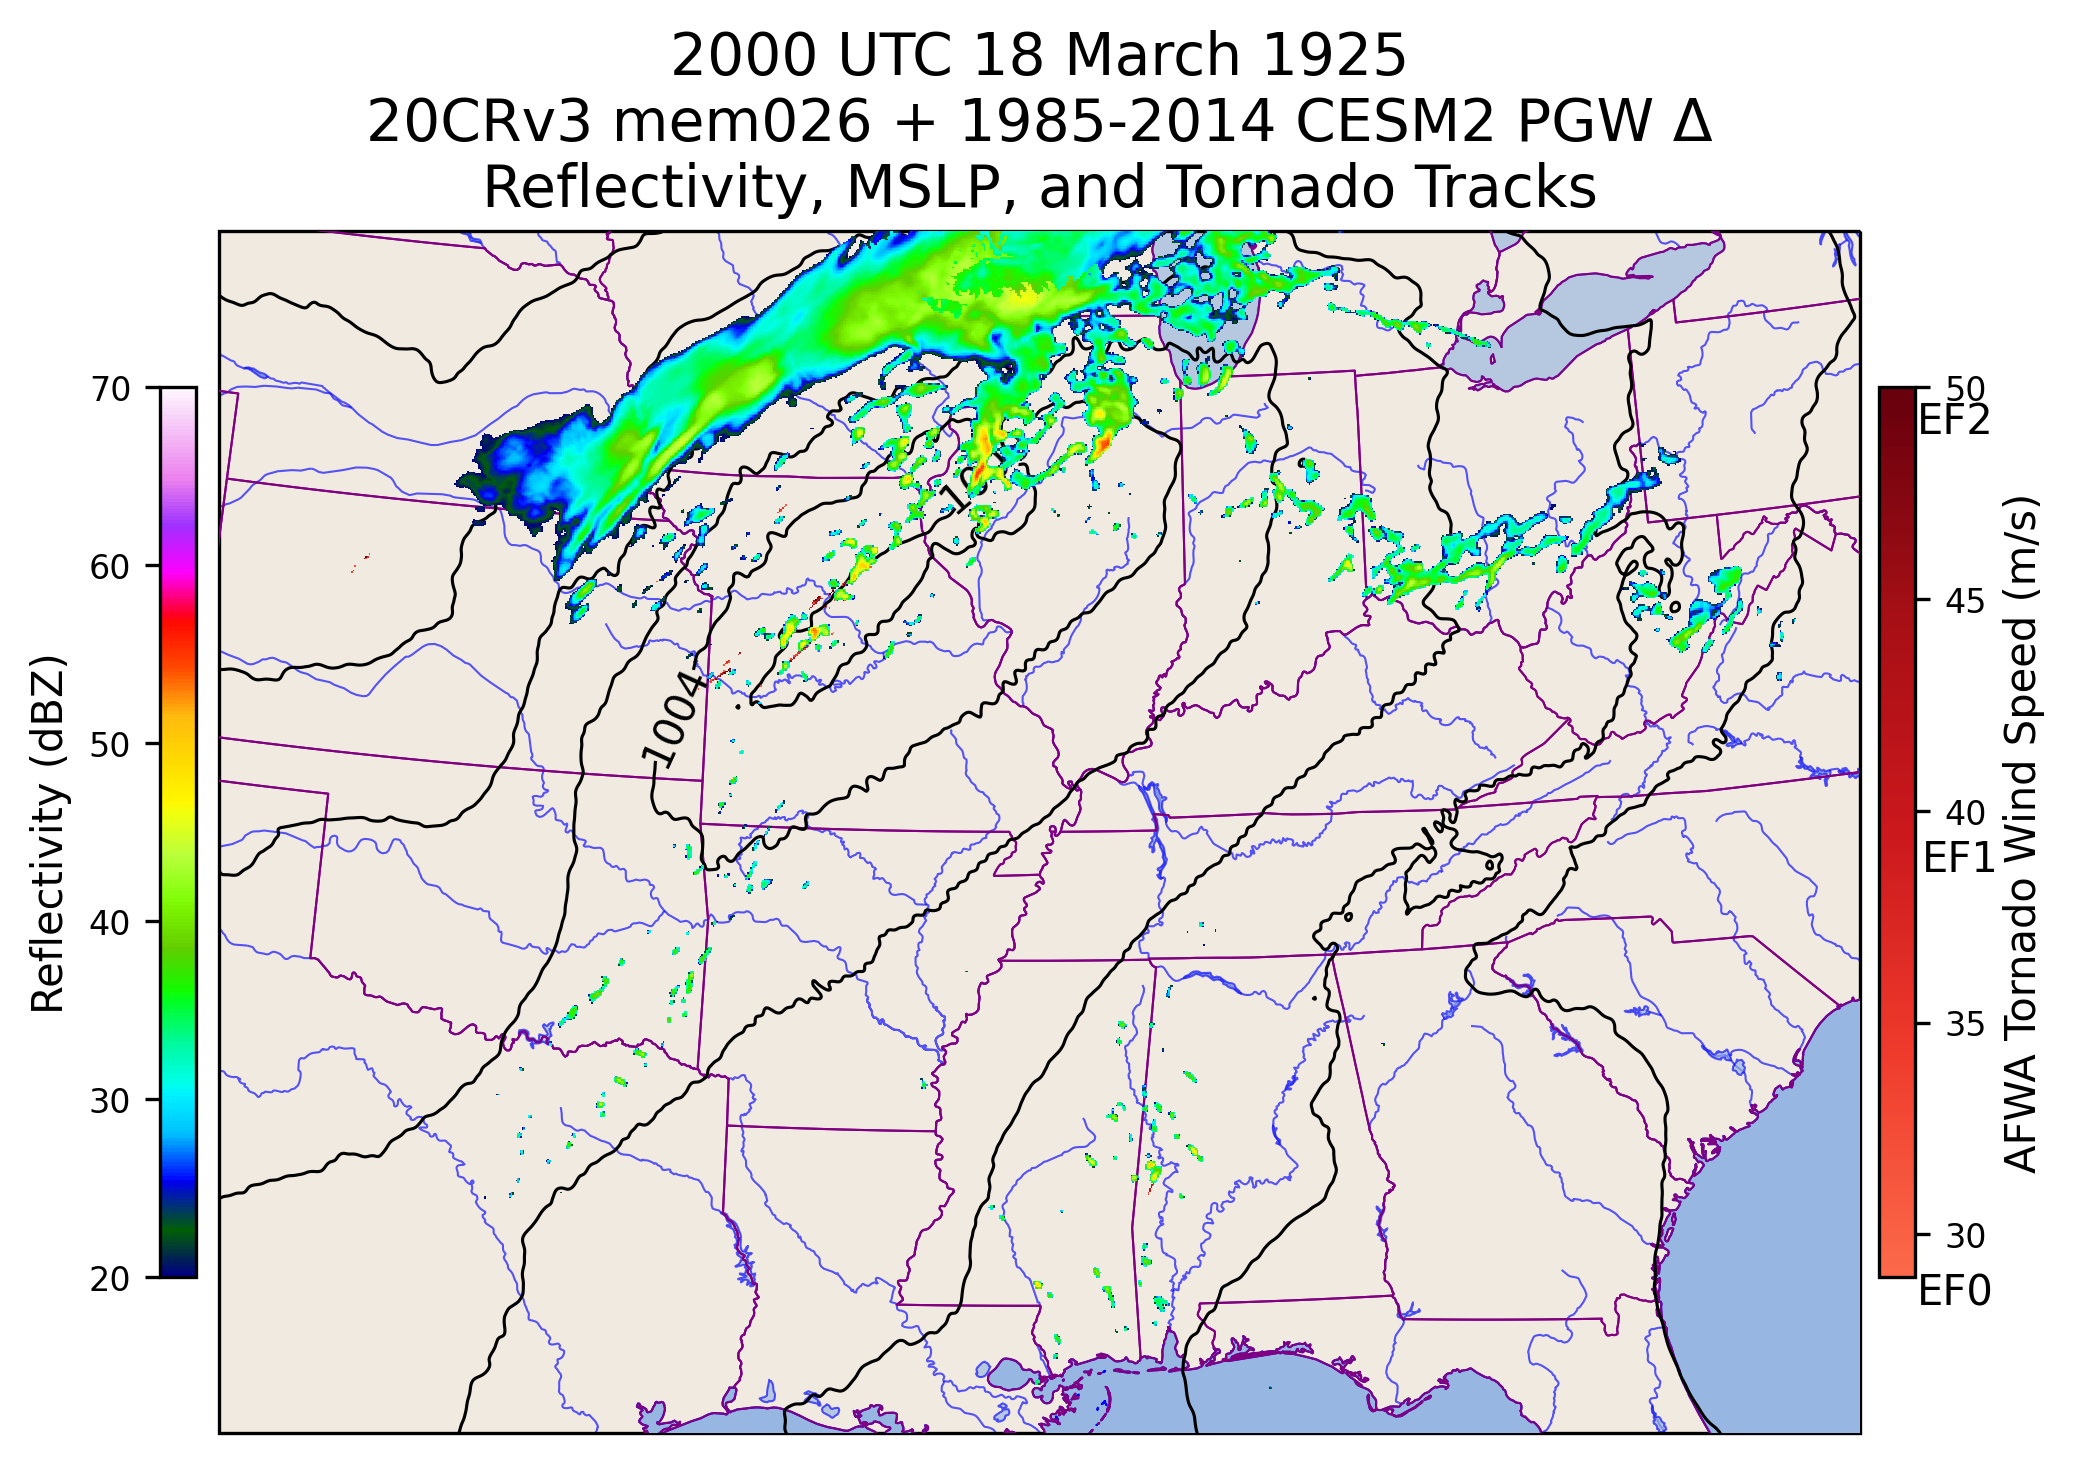 2000 UTC 18 March 1925
20CRv3 mem026 + 1985-2014 CESM2 PGW Δ
Reflectivity, MSLP, and Tornado Tracks
70
60
50
40
30
20
Reflectivity (dBZ)
1004
50
EF2
45
40
EF1
35
30
EF0
AFWA Tornado Wind Speed (m/s)